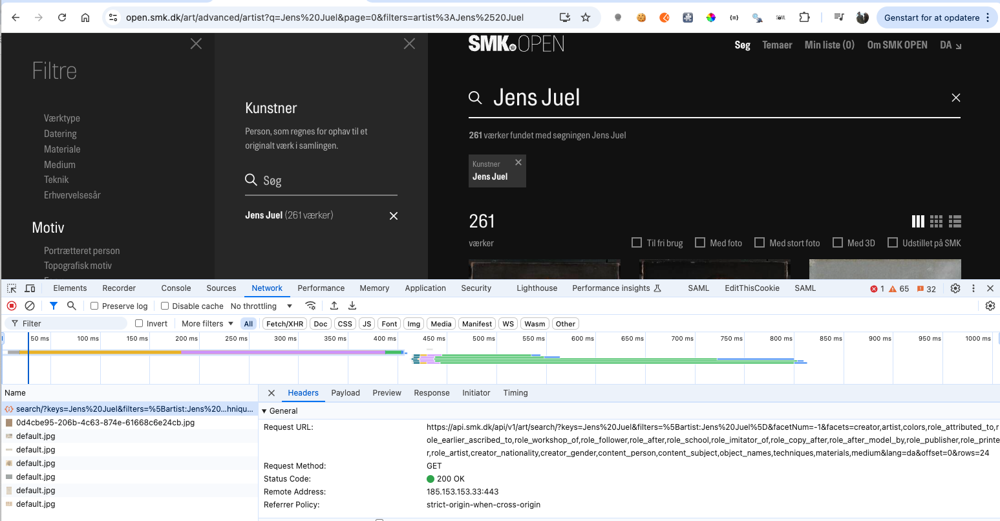 open.smk.dk/art/advanced/artist?q=Jens%20Juel&page=0&filters=artist%3AJens%2520Juel
Genstart for at opdatere
Filtre
Værktype
Datering
Materiale
Medium
Teknik
Erhvervelsesår
Motiv
Portrætteret person
Topografisk motiv
Kunstner
Person, som regnes for ophav til et
originalt værk i samlingen.
Søg
Jens Juel (261 værker)
SMK OPEN
Søg Temaer Min liste (0) Om SMK OPEN DA
Jens Juel
261 værker fundet med søgningen Jens Juel
Kunstner
Jens Juel
261
værker
Til fri brug Med foto Med stort foto Med 3D Udstillet på SMK
Elements Recorder Console Sources Network Performance Memory Application Security Lighthouse Performance insights SAML EditThisCookie SAML 1 65 32
Preserve log Disable cache No throttling
Filter Invert More filters All Fetch/XHR Doc CSS JS Font Img Media Manifest WS Wasm Other
50 ms 100 ms 150 ms 200 ms 250 ms 300 ms 350 ms 400 ms 450 ms 500 ms 550 ms 600 ms 650 ms 700 ms 750 ms 800 ms 850 ms 900 ms 950 ms 1000 ms
Name
search/?keys=Jens%20Juel&filters=%5Bartist:Jens%20...hniqu...
0d4cbe95-206b-4c63-874e-61668c6e24cb.jpg
default.jpg
default.jpg
default.jpg
default.jpg
default.jpg
default.jpg
Headers Payload Preview Response Initiator Timing
General
Request URL: https://api.smk.dk/api/v1/art/search/?keys=Jens%20Juel&filters=%5Bartist:Jens%20Juel%5D&facetNum=-1&facets=creator,artist,colors,role_attributed_to,r
ole_earlier_ascribed_to,role_workshop_of,role_follower,role_after,role_school,role_imitator_of,role_copy_after,role_after_model_by,role_publisher,role_printe
r,role_artist,creator_nationality,creator_gender,content_person,content_subject,object_names,techniques,materials,medium&lang=da&offset=0&rows=24
Request Method: GET
Status Code: 200 OK
Remote Address: 185.153.153.33:443
Referrer Policy: strict-origin-when-cross-origin